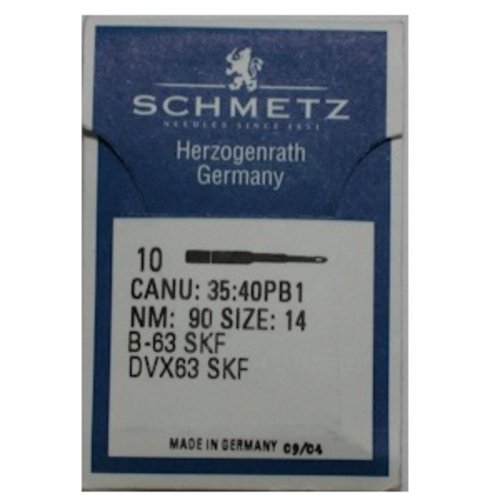 SCHMETZ
NEEDLES SINCE 1851
Herzogenrath
Germany
10
CANU: 35:40PB1
NM: 90 SIZE: 14
B-63 SKF
DVX63 SKF
MADE IN GERMANY 09/04